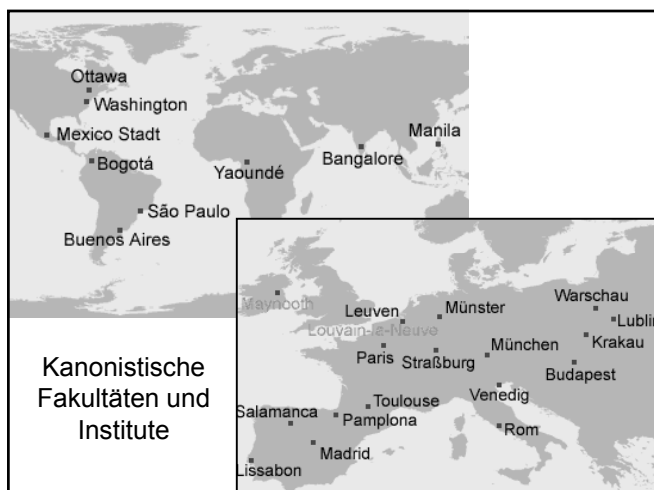 Ottawa
Washington
Mexico Stadt
Bogotá
São Paulo
Buenos Aires
Yaoundé
Bangalore
Manila
Maynooth
Leuven
Louvain-la-Neuve
Münster
Warschau
Lublin
Krakau
Paris
Straßburg
München
Budapest
Venedig
Toulouse
Salamanca
Pamplona
Rom
Madrid
Lissabon
Kanonistische
Fakultäten und
Institute